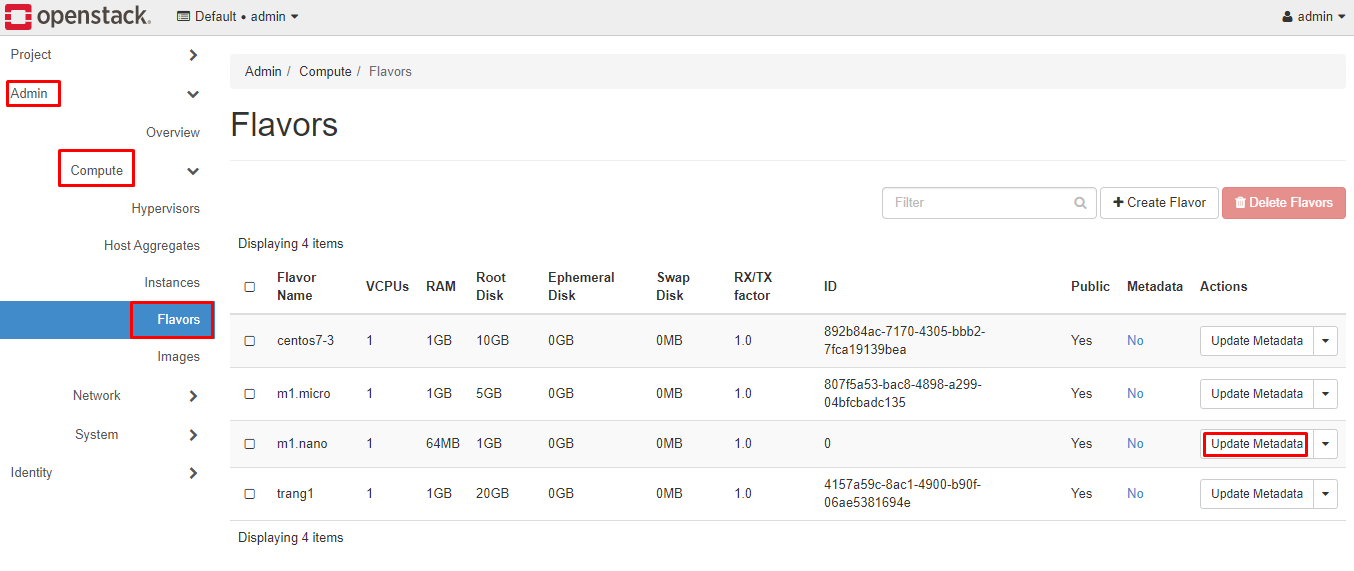 openstack. Default • admin admin
Project
Admin
Overview
Compute
Hypervisors
Host Aggregates
Instances
Flavors
Images
Network
System
Identity
Admin / Compute / Flavors
Flavors
Filter Create Flavor Delete Flavors
Displaying 4 items
Flavor Name VCPUs RAM Root Disk Ephemeral Disk Swap Disk RX/TX factor ID Public Metadata Actions
centos7-3 1 1GB 10GB 0GB 0MB 1.0 892b84ac-7170-4305-bbb2-7fca19139bea Yes No Update Metadata
m1.micro 1 1GB 5GB 0GB 0MB 1.0 807f5a53-bac8-4898-a299-04bfcbadc135 Yes No Update Metadata
m1.nano 1 64MB 1GB 0GB 0MB 1.0 0 Yes No Update Metadata
trang1 1 1GB 20GB 0GB 0MB 1.0 4157a59c-8ac1-4900-b90f-06ae5381694e Yes No Update Metadata
Displaying 4 items